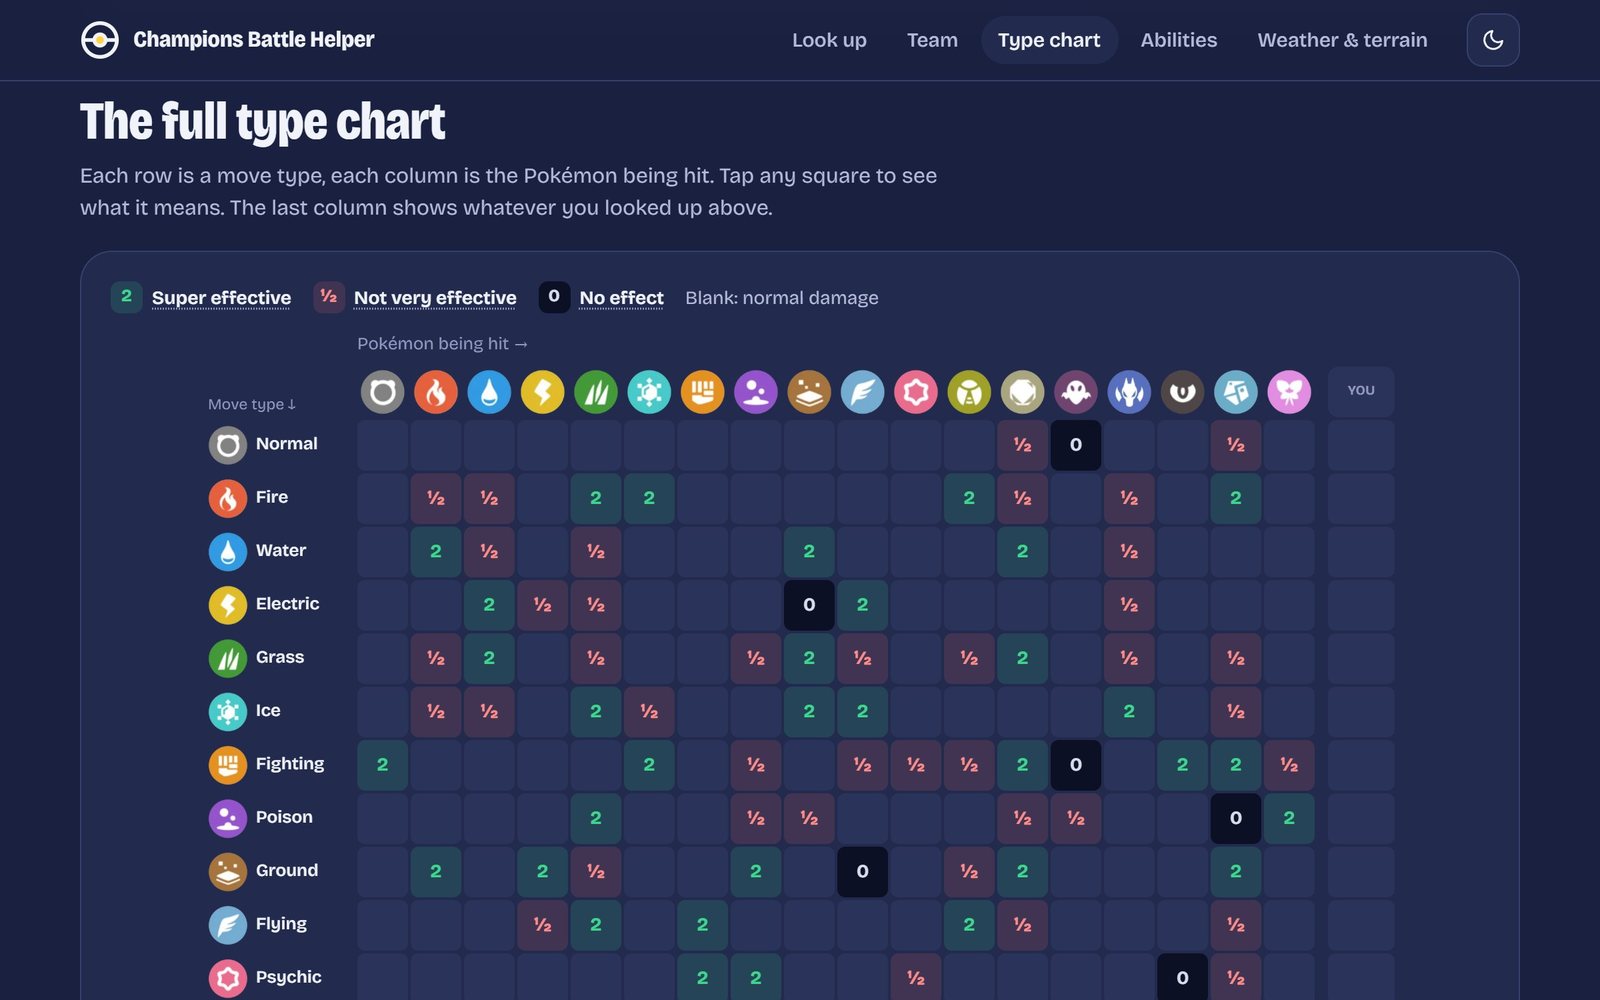 Champions Battle Helper
Look up Team Type chart Abilities Weather & terrain
The full type chart
Each row is a move type, each column is the Pokémon being hit. Tap any square to see
what it means. The last column shows whatever you looked up above.
2 Super effective ½ Not very effective 0 No effect Blank: normal damage
Pokémon being hit →
Move type ↓ YOU
Normal ½ 0 ½
Fire ½ ½ 2 2 2 ½ ½ 2
Water 2 ½ ½ 2 2 ½
Electric 2 ½ ½ 0 2 ½
Grass ½ 2 ½ ½ 2 ½ ½ 2 ½ ½
Ice ½ ½ 2 ½ 2 2 2 ½
Fighting 2 2 ½ ½ ½ ½ 2 0 2 2 ½
Poison 2 ½ ½ ½ ½ 0 2
Ground 2 2 ½ 2 0 ½ 2 2
Flying ½ 2 2 2 ½ ½
Psychic 2 2 ½ 0 ½